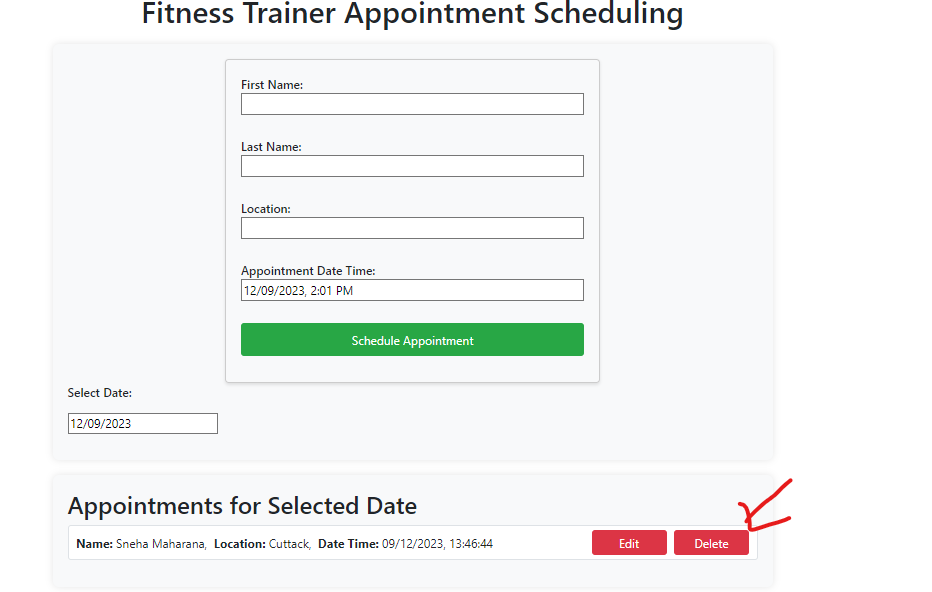 Fitness Trainer Appointment Scheduling
First Name:
Last Name:
Location:
Appointment Date Time:
12/09/2023, 2:01 PM
Schedule Appointment
Select Date:
12/09/2023
Appointments for Selected Date
Name: Sneha Maharana, Location: Cuttack, Date Time: 09/12/2023, 13:46:44 Edit Delete